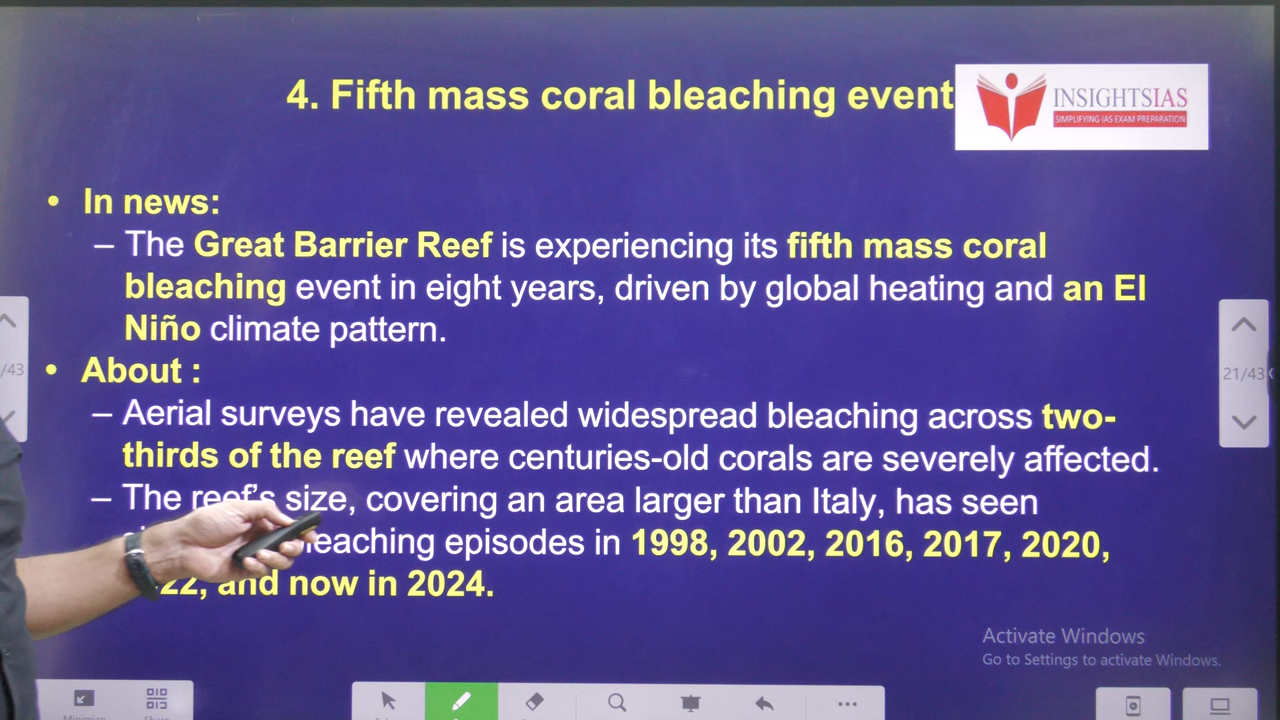 4. Fifth mass coral bleaching event
INSIGHTSIAS
SIMPLIFYING IAS EXAM PREPARATION
• In news:
– The Great Barrier Reef is experiencing its fifth mass coral
bleaching event in eight years, driven by global heating and an El
Niño climate pattern.
• About :
– Aerial surveys have revealed widespread bleaching across two-
thirds of the reef where centuries-old corals are severely affected.
– The reef's size, covering an area larger than Italy, has seen
bleaching episodes in 1998, 2002, 2016, 2017, 2020,
22, and now in 2024.
/43
21/43
Activate Windows
Go to Settings to activate Windows.